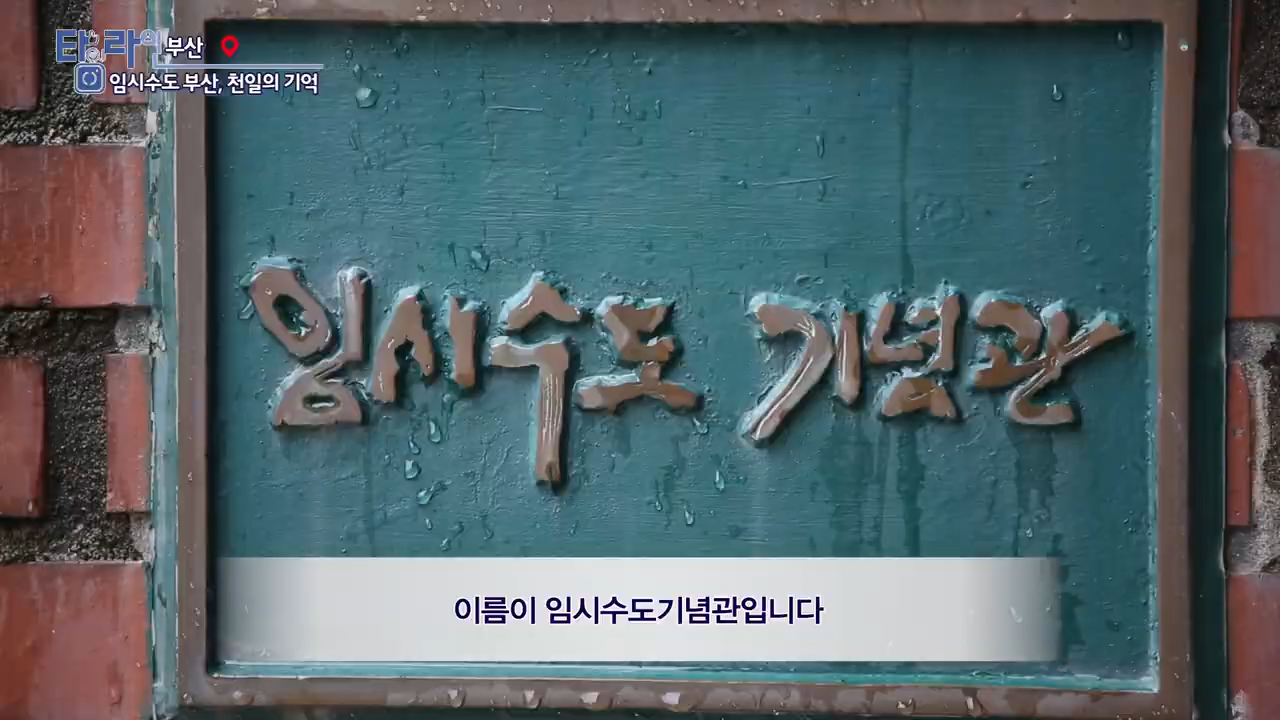 타라의 부산
임시수도 부산, 천일의 기억
임시수도 기념관
이름이 임시수도기념관입니다